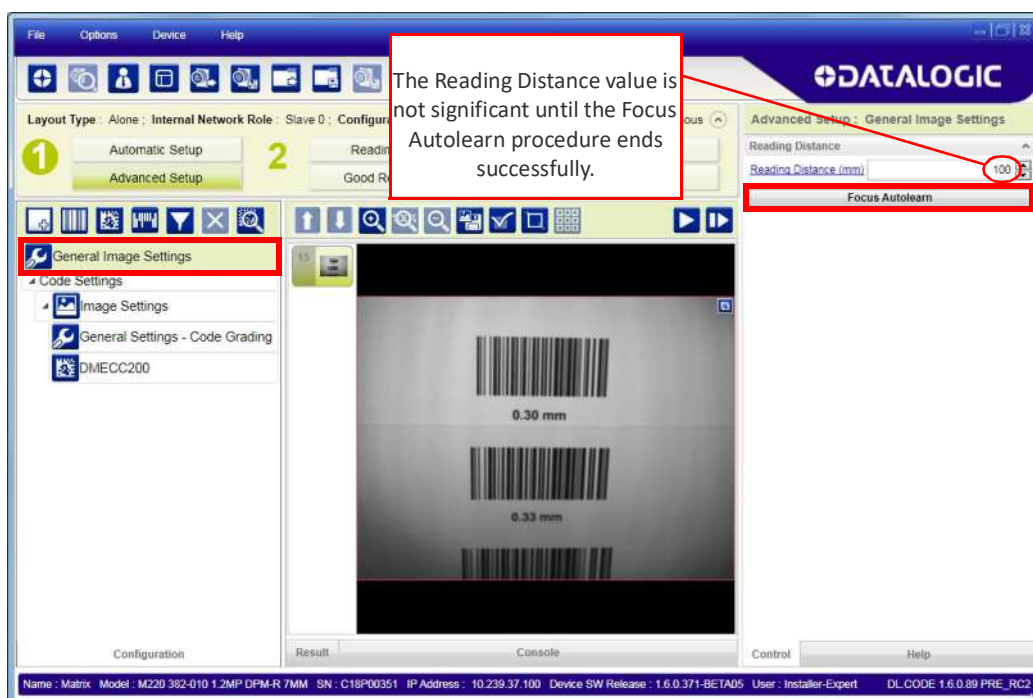 File Options Device Help
DATALOGIC
The Reading Distance value is
not significant until the Focus
Autolearn procedure ends
successfully.
Layout Type : Alone ; Internal Network Role : Slave 0 ; Configura
ous
1
Automatic Setup
2
Readin
Advanced Setup
Good Re
Advanced Setup : General Image Settings
Reading Distance
Reading Distance (mm) 100
Focus Autolearn
General Image Settings
Code Settings
Image Settings
General Settings - Code Grading
DMECC200
15
0.30 mm
0.33 mm
Configuration
Result Console
Control Help
Name : Matrix Model : M220 382-010 1.2MP DPM-R 7MM SN : C18P00351 IP Address : 10.239.37.100 Device SW Release : 1.6.0.371-BETA05 User : Installer-Expert DL.CODE 1.6.0.89 PRE_RC2